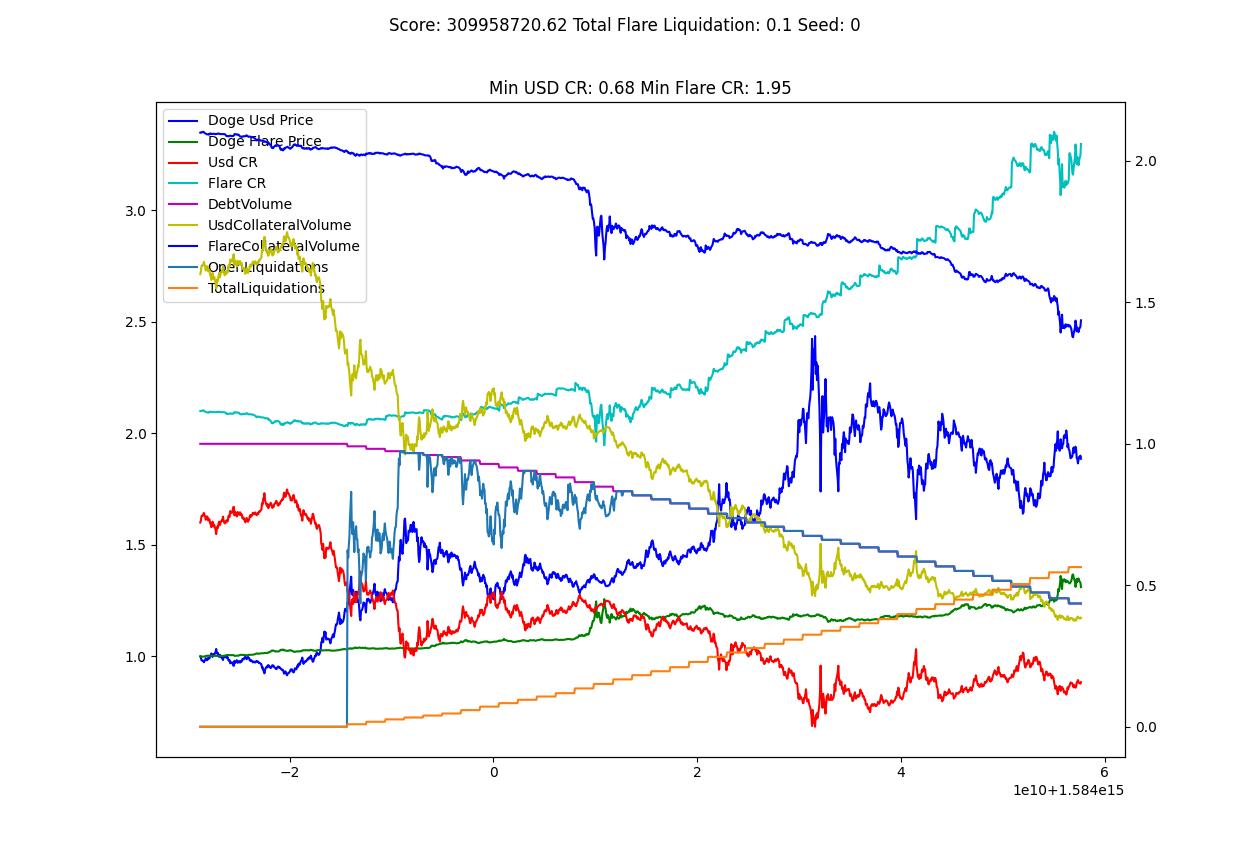 Score: 309958720.62 Total Flare Liquidation: 0.1 Seed: 0
Min USD CR: 0.68 Min Flare CR: 1.95
Doge Usd Price
Doge Flare Price
Usd CR
Flare CR
DebtVolume
UsdCollateralVolume
FlareCollateralVolume
OpenLiquidations
TotalLiquidations
3.0
2.5
2.0
1.5
1.0
2.0
1.5
1.0
0.5
0.0
−2
0
2
4
6
1e10+1.584e15